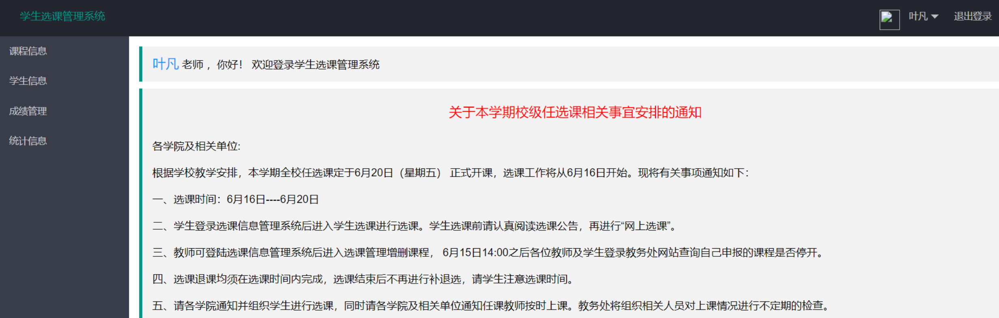 学生选课管理系统
叶凡
退出登录
课程信息
学生信息
成绩管理
统计信息
叶凡 老师 ，你好！ 欢迎登录学生选课管理系统
关于本学期校级任选课相关事宜安排的通知
各学院及相关单位:
根据学校教学安排，本学期全校任选课定于6月20日（星期五） 正式开课，选课工作将从6月16日开始。现将有关事项通知如下：
一、选课时间：6月16日----6月20日
二、学生登录选课信息管理系统后进入学生选课进行选课。学生选课前请认真阅读选课公告，再进行“网上选课”。
三、教师可登陆选课信息管理系统后进入选课管理增删课程， 6月15日14:00之后各位教师及学生登录教务处网站查询自己申报的课程是否停开。
四、选课退课均须在选课时间内完成，选课结束后不再进行补退选，请学生注意选课时间。
五、请各学院通知并组织学生进行选课，同时请各学院及相关单位通知任课教师按时上课。教务处将组织相关人员对上课情况进行不定期的检查。